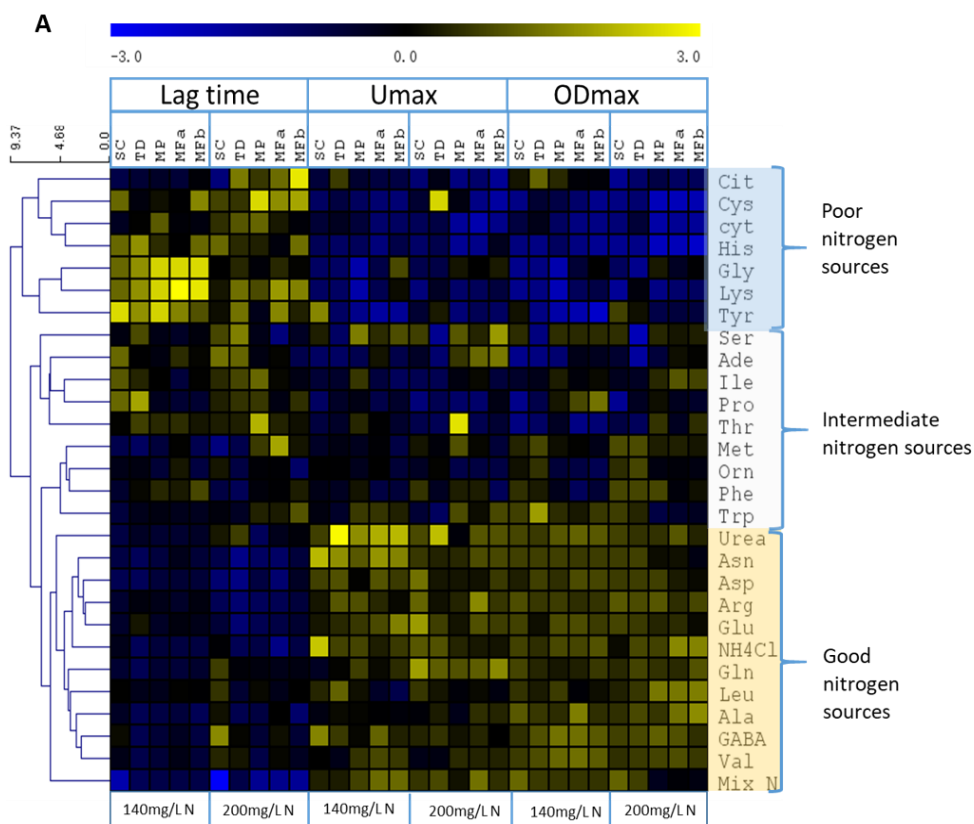 A
-3.0 0.0 3.0
Lag time Umax ODmax
9.37 4.68 0.0
SC TD MP MFa MFb SC TD MP MFa MFb SC TD MP MFa MFb SC TD MP MFa MFb SC TD MP MFa MFb SC TD MP MFa MFb
Cit
Cys
cyt
His
Gly
Lys
Tyr
Poor
nitrogen
sources
Ser
Ade
Ile
Pro
Thr
Met
Orn
Phe
Trp
Intermediate
nitrogen sources
Urea
Asn
Asp
Arg
Glu
NH4Cl
Gln
Leu
Ala
GABA
Val
Mix N
Good
nitrogen
sources
140mg/L N 200mg/L N 140mg/L N 200mg/L N 140mg/L N 200mg/L N